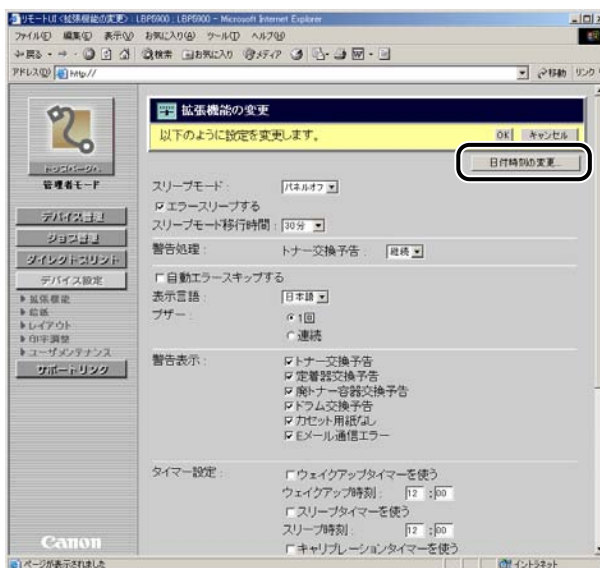 リモートUI <拡張機能の変更> : LBP5900 ; LBP5900 - Microsoft Internet Explorer
ファイル(F) 編集(E) 表示(V) お気に入り(A) ツール(T) ヘルプ(H)
戻る 検索 お気に入り メディア
アドレス(D) http:// 移動 リンク
拡張機能の変更
以下のように設定を変更します。 OK キャンセル
日付時刻の変更...
トップページへ
管理者モード
デバイス管理
ジョブ管理
ダイレクトプリント
デバイス設定
拡張機能
給紙
レイアウト
印字調整
ユーザメンテナンス
サポートリンク
スリープモード : パネルオフ
エラースリープする
スリープモード移行時間 : 30分
警告処理 : トナー交換予告 : 継続
自動エラースキップする
表示言語 : 日本語
ブザー : 1回
連続
警告表示 : トナー交換予告
定着器交換予告
廃トナー容器交換予告
ドラム交換予告
カセット用紙なし
Eメール通信エラー
タイマー設定 : ウェイクアップタイマーを使う
ウェイクアップ時刻 : 12 : 00
スリープタイマーを使う
スリープ時刻 : 12 : 00
キャリブレーションタイマーを使う
Canon
ページが表示されました イントラネット